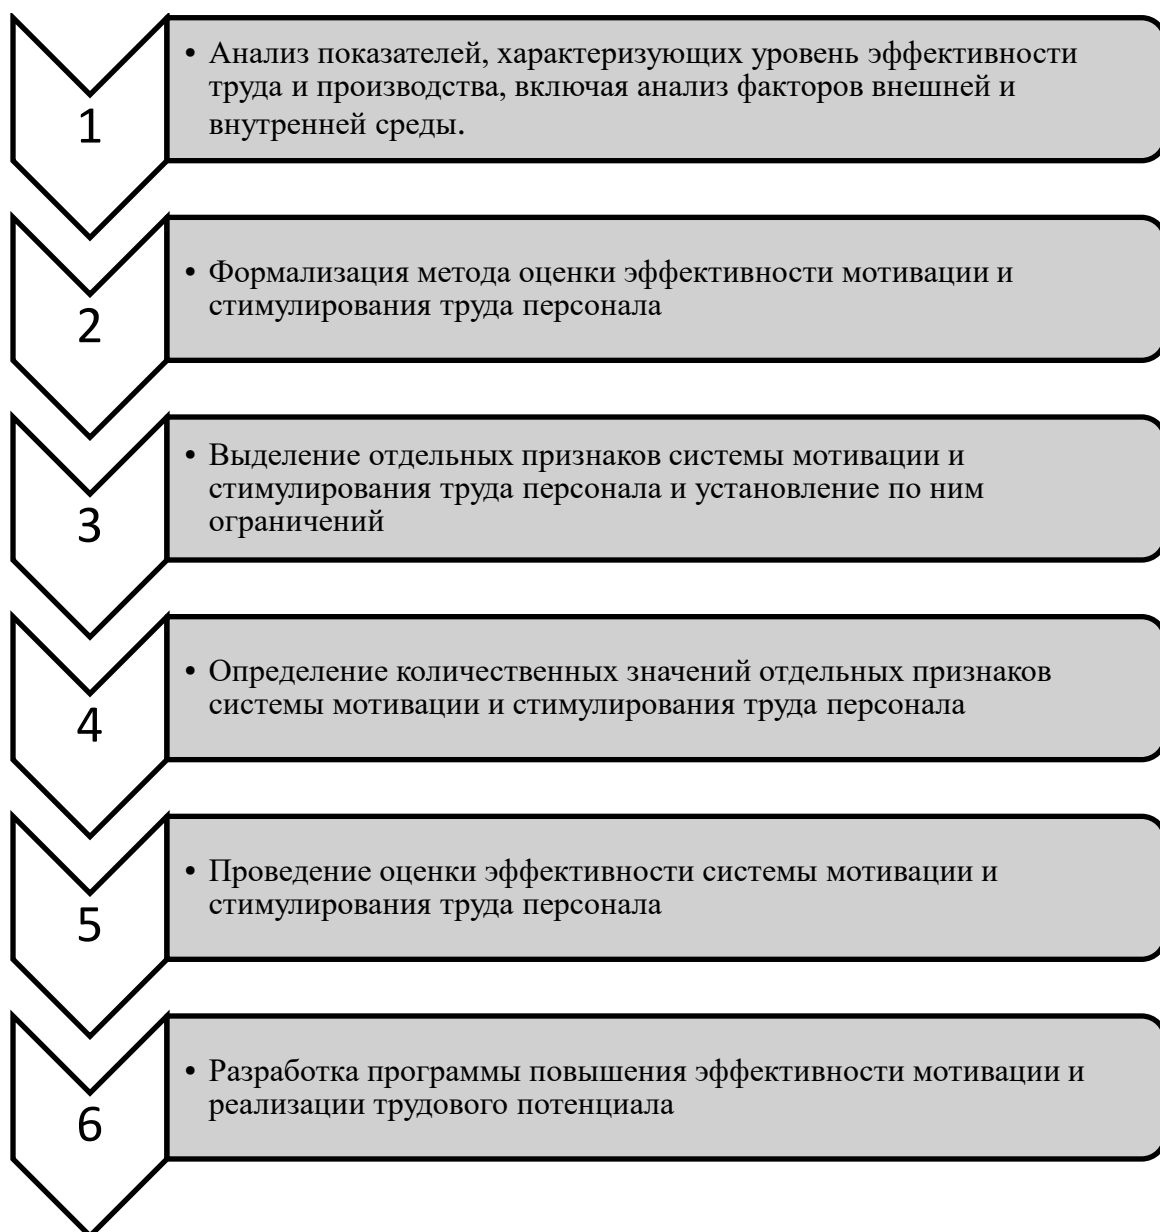 1
• Анализ показателей, характеризующих уровень эффективности
труда и производства, включая анализ факторов внешней и
внутренней среды.
2
• Формализация метода оценки эффективности мотивации и
стимулирования труда персонала
3
• Выделение отдельных признаков системы мотивации и
стимулирования труда персонала и установление по ним
ограничений
4
• Определение количественных значений отдельных признаков
системы мотивации и стимулирования труда персонала
5
• Проведение оценки эффективности системы мотивации и
стимулирования труда персонала
6
• Разработка программы повышения эффективности мотивации и
реализации трудового потенциала